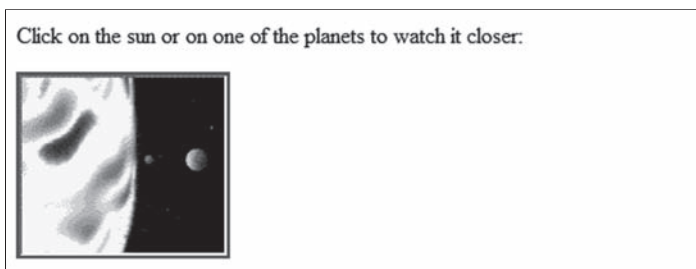 Click on the sun or on one of the planets to watch it closer: